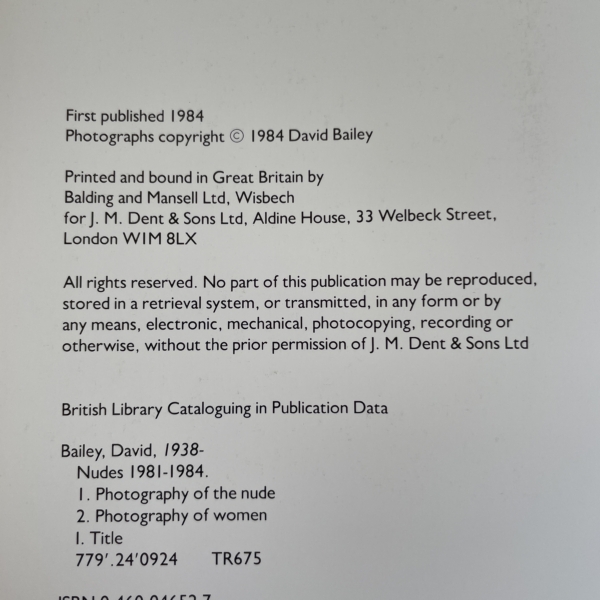 First published 1984
Photographs copyright © 1984 David Bailey
Printed and bound in Great Britain by
Balding and Mansell Ltd, Wisbech
for J. M. Dent & Sons Ltd, Aldine House, 33 Welbeck Street,
London W1M 8LX
All rights reserved. No part of this publication may be reproduced,
stored in a retrieval system, or transmitted, in any form or by
any means, electronic, mechanical, photocopying, recording or
otherwise, without the prior permission of J. M. Dent & Sons Ltd
British Library Cataloguing in Publication Data
Bailey, David, 1938-
Nudes 1981-1984.
1. Photography of the nude
2. Photography of women
I. Title
779'.24'0924 TR675
ISBN